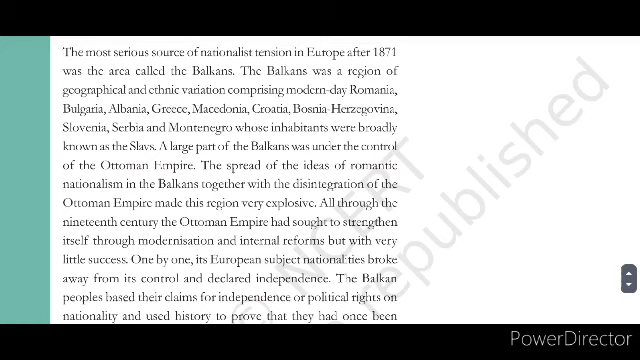 The most serious source of nationalist tension in Europe after 1871
was the area called the Balkans. The Balkans was a region of
geographical and ethnic variation comprising modern-day Romania,
Bulgaria, Albania, Greece, Macedonia, Croatia, Bosnia-Herzegovina,
Slovenia, Serbia and Montenegro whose inhabitants were broadly
known as the Slavs. A large part of the Balkans was under the control
of the Ottoman Empire. The spread of the ideas of romantic
nationalism in the Balkans together with the disintegration of the
Ottoman Empire made this region very explosive. All through the
nineteenth century the Ottoman Empire had sought to strengthen
itself through modernisation and internal reforms but with very
little success. One by one, its European subject nationalities broke
away from its control and declared independence. The Balkan
peoples based their claims for independence or political rights on
nationality and used history to prove that they had once been
© NCERT
republished
PowerDirector